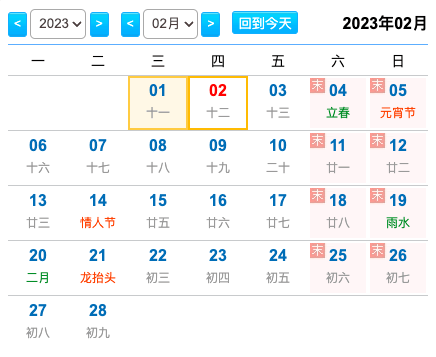 < 2023 > < 02月 > 回到今天 2023年02月
一 二 三 四 五 六 日
01 02 03 末 04 末 05
十一 十二 十三 立春 元宵节
06 07 08 09 10 末 11 末 12
十六 十七 十八 十九 二十 廿一 廿二
13 14 15 16 17 末 18 末 19
廿三 情人节 廿五 廿六 廿七 廿八 雨水
20 21 22 23 24 末 25 末 26
二月 龙抬头 初三 初四 初五 初六 初七
27 28
初八 初九